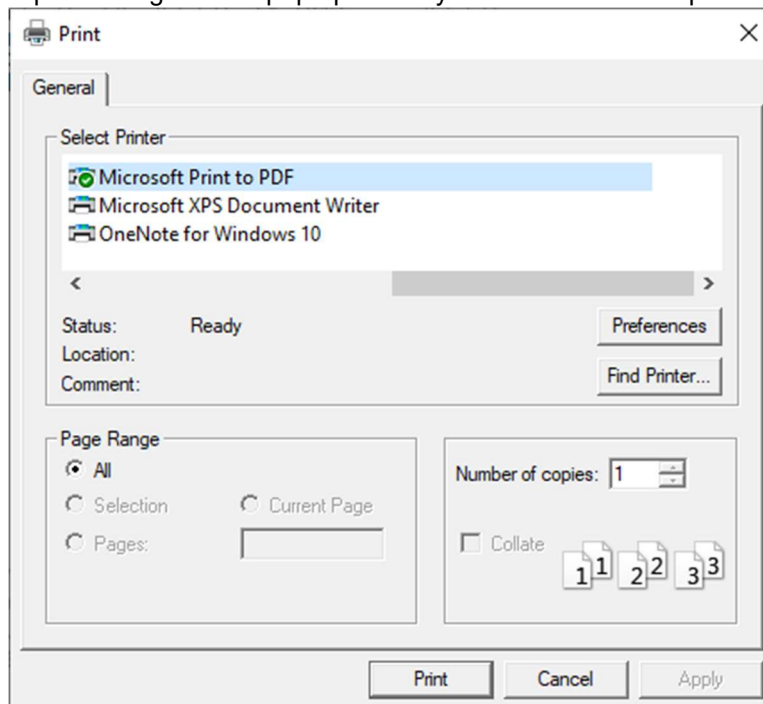 Print
General
Select Printer
Microsoft Print to PDF
Microsoft XPS Document Writer
OneNote for Windows 10
Status: Ready
Location:
Comment:
Preferences
Find Printer...
Page Range
All
Selection
Current Page
Pages:
Number of copies: 1
Collate
1 1 2 2 3 3
Print
Cancel
Apply